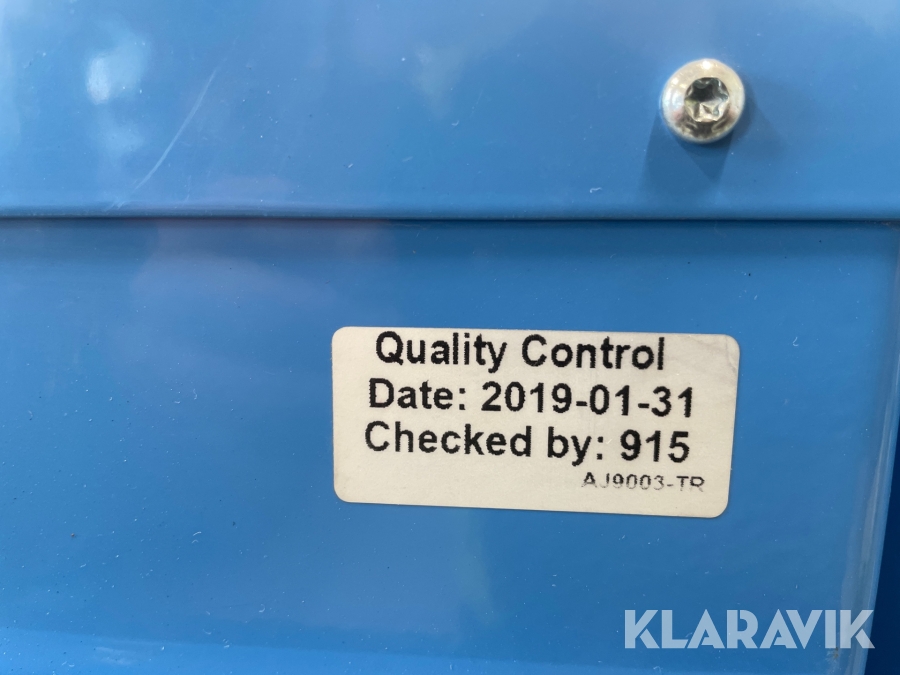 Quality Control
Date: 2019-01-31
Checked by: 915
AJ9003-TR
KLARAVIK